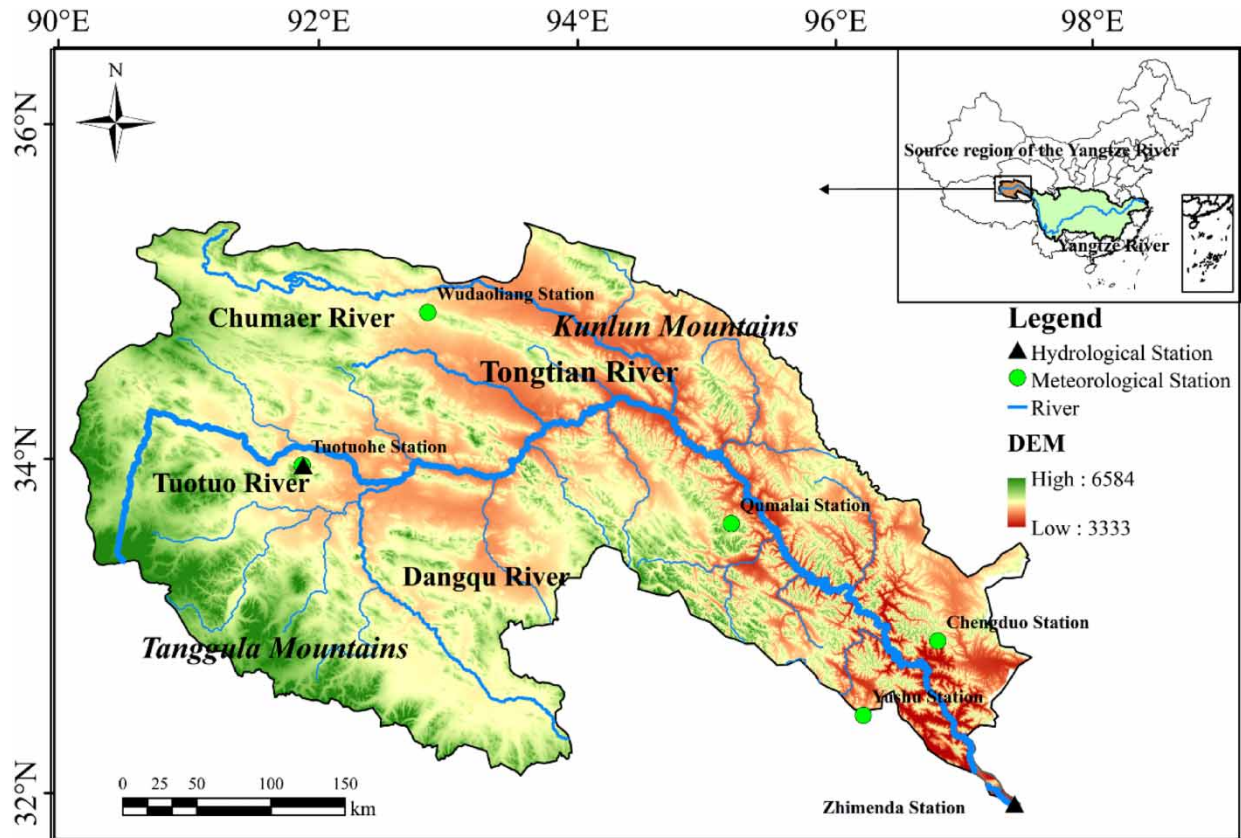 90°E 92°E 94°E 96°E 98°E
N
36°N
34°N
32°N
Source region of the Yangtze River
Yangtze River
Wudaoliang Station
Chumaer River
Kunlun Mountains
Tongtian River
Tuotuohe Station
Tuotuo River
Qumalai Station
Dangqu River
Chengduo Station
Tanggula Mountains
Yushu Station
Zhimenda Station
Legend
Hydrological Station
Meteorological Station
River
DEM
High : 6584
Low : 3333
0 25 50 100 150
km